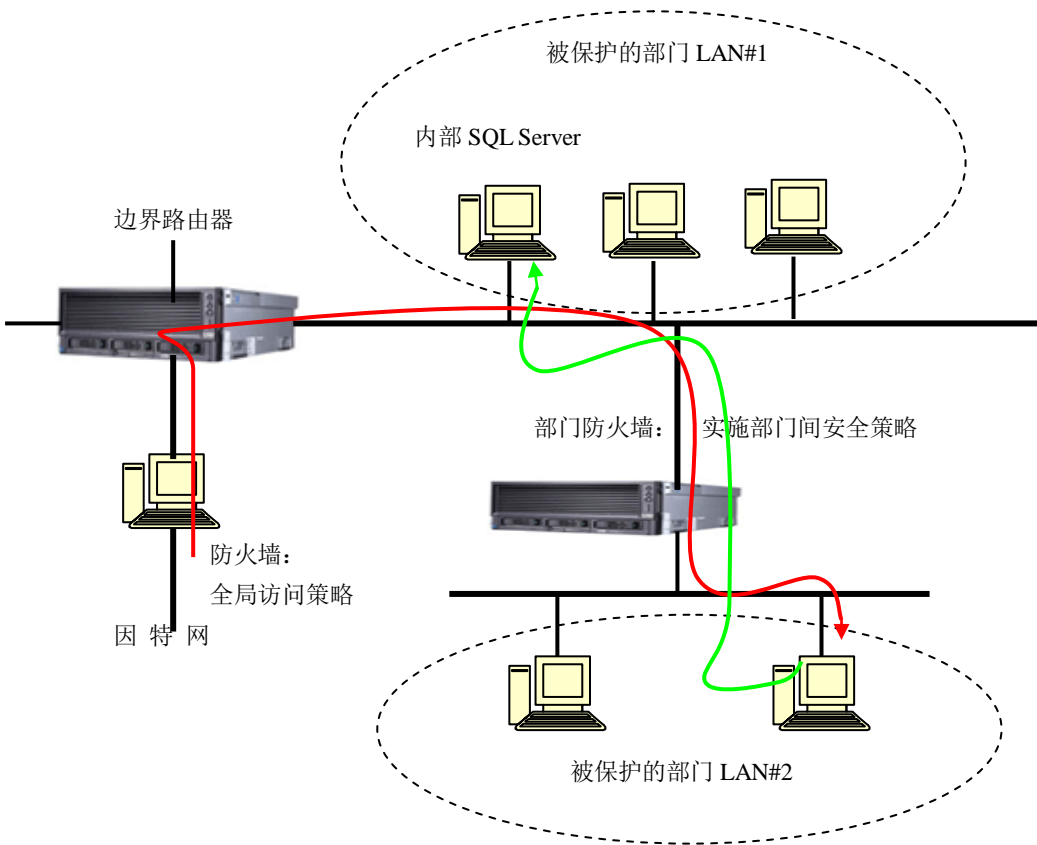 被保护的部门 LAN#1
内部 SQL Server
边界路由器
部门防火墙： 实施部门间安全策略
防火墙：
全局访问策略
因 特 网
被保护的部门 LAN#2